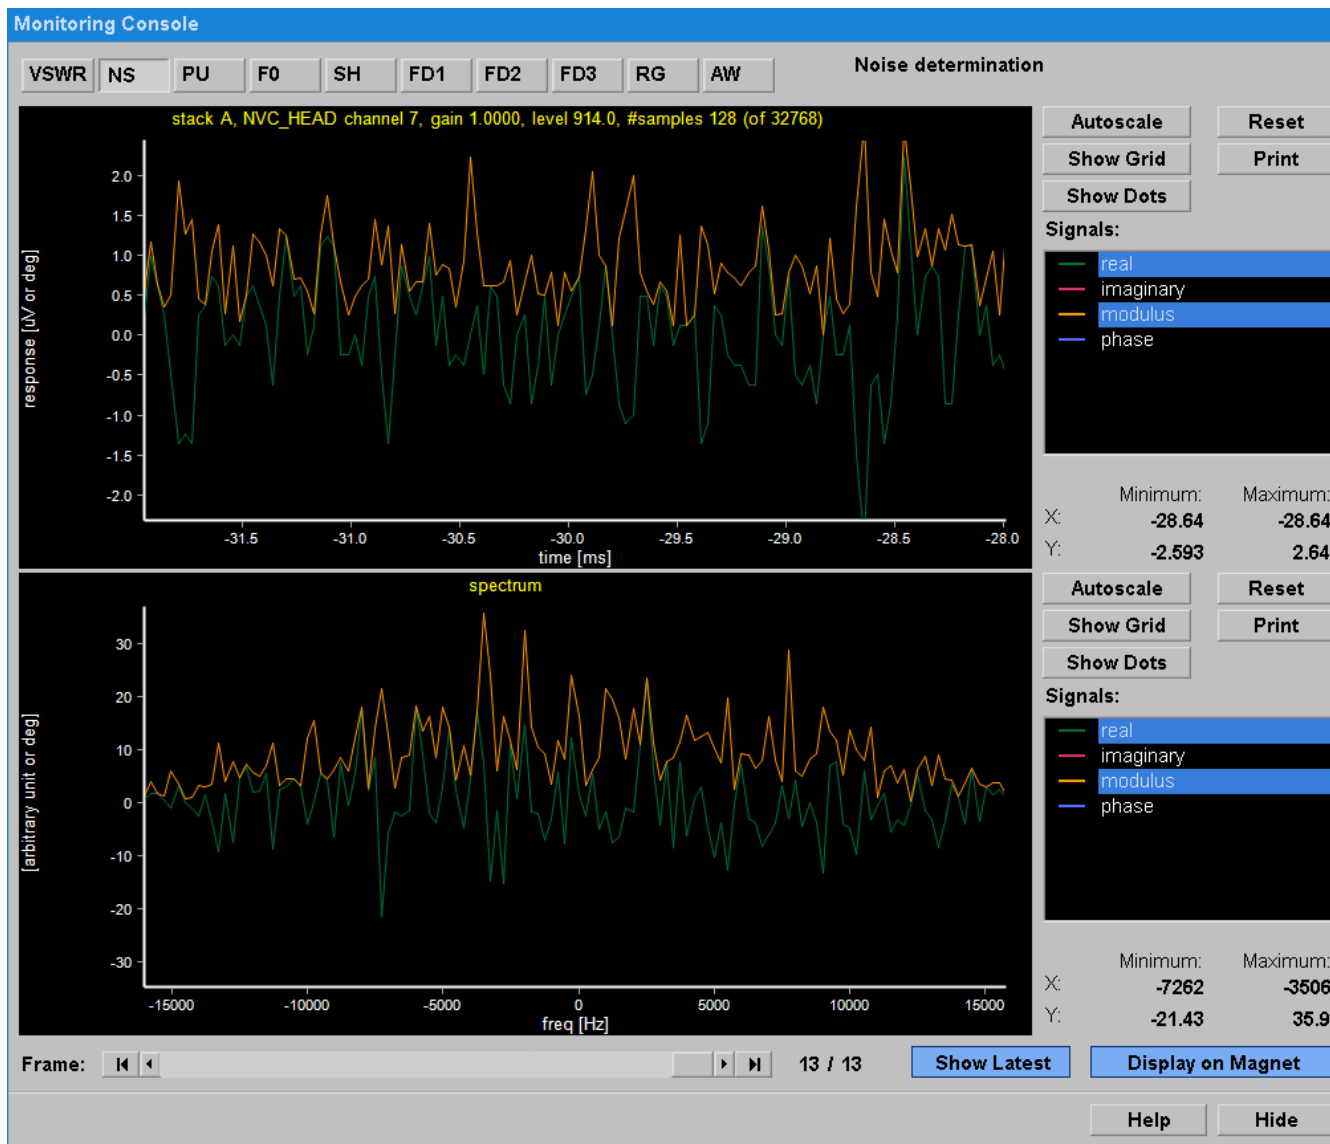 Monitoring Console
VSWR NS PU F0 SH FD1 FD2 FD3 RG AW
Noise determination
stack A, NVC_HEAD channel 7, gain 1.0000, level 914.0, #samples 128 (of 32768)
response [uV or deg]
2.0
1.5
1.0
0.5
0.0
-0.5
-1.0
-1.5
-2.0
-31.5 -31.0 -30.5 -30.0 -29.5 -29.0 -28.5 -28.0
time [ms]
Autoscale Reset
Show Grid Print
Show Dots
Signals:
real
imaginary
modulus
phase
Minimum: Maximum:
X: -28.64 -28.64
Y: -2.593 2.64
spectrum
[arbitrary unit or deg]
30
20
10
0
-10
-20
-30
-15000 -10000 -5000 0 5000 10000 15000
freq [Hz]
Autoscale Reset
Show Grid Print
Show Dots
Signals:
real
imaginary
modulus
phase
Minimum: Maximum:
X: -7262 -3506
Y: -21.43 35.9
Frame: 13 / 13 Show Latest Display on Magnet
Help Hide